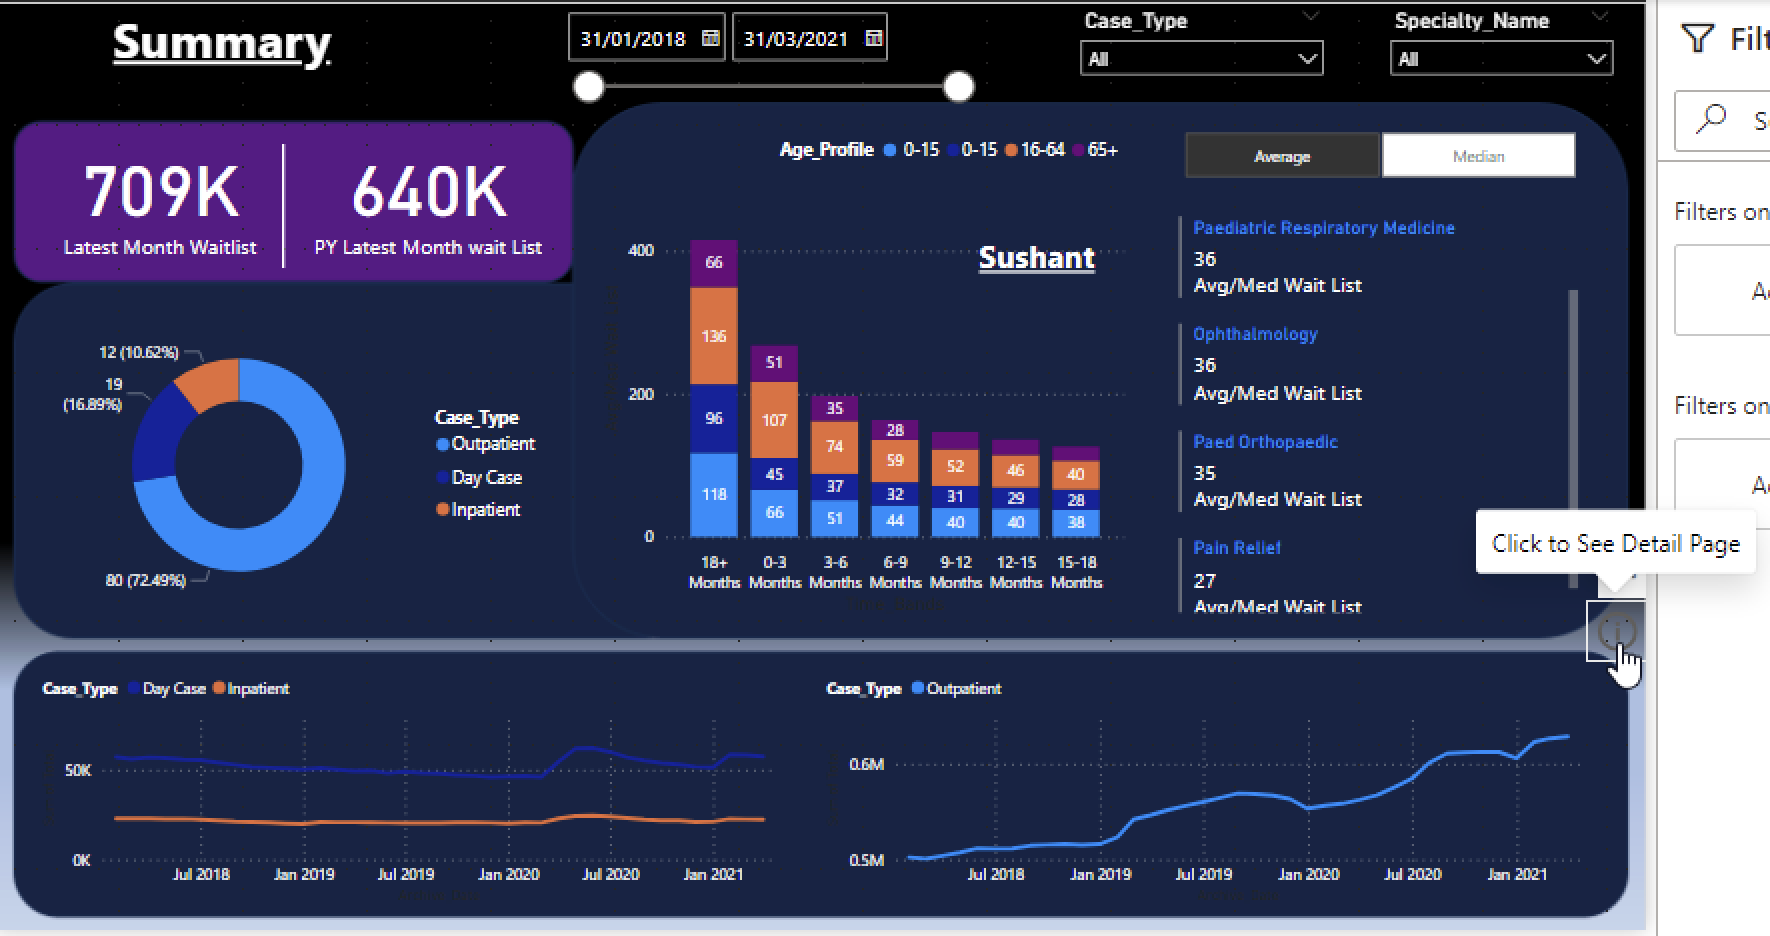 Summary
31/01/2018
31/03/2021
Case_Type
All
Specialty_Name
All
709K
Latest Month Waitlist
640K
PY Latest Month wait List
Age_Profile 0-15 0-15 16-64 65+
Average
Median
Sushant
400
200
0
66
136
96
118
51
107
45
66
35
74
37
51
28
59
32
44
52
31
40
46
29
40
40
28
38
18+
Months
0-3
Months
3-6
Months
6-9
Months
9-12
Months
12-15
Months
15-18
Months
Paediatric Respiratory Medicine
36
Avg/Med Wait List
Ophthalmology
36
Avg/Med Wait List
Paed Orthopaedic
35
Avg/Med Wait List
Pain Relief
27
Avg/Med Wait List
12 (10.62%)
19
(16.89%)
80 (72.49%)
Case_Type
Outpatient
Day Case
Inpatient
Click to See Detail Page
Case_Type Day Case Inpatient
50K
0K
Jul 2018 Jan 2019 Jul 2019 Jan 2020 Jul 2020 Jan 2021
Case_Type Outpatient
0.6M
0.5M
Jul 2018 Jan 2019 Jul 2019 Jan 2020 Jul 2020 Jan 2021
Filters on
Filters on